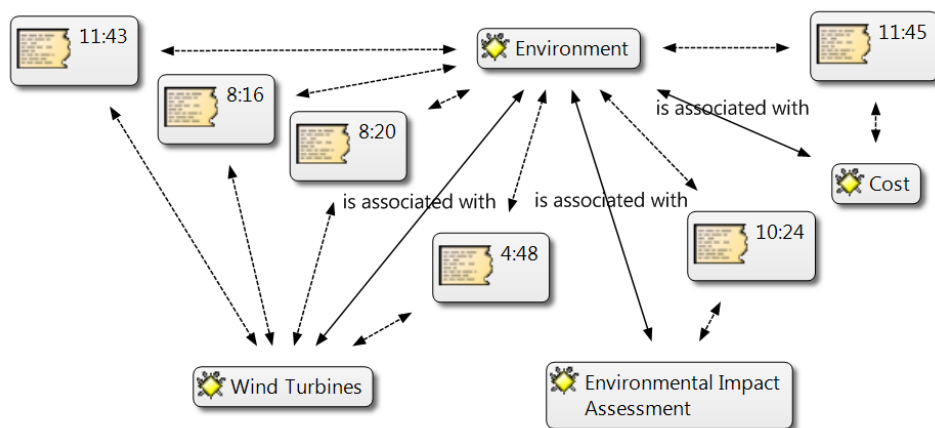 11:43
Environment
11:45
8:16
8:20
is associated with
Cost
is associated with
is associated with
10:24
4:48
Wind Turbines
Environmental Impact
Assessment